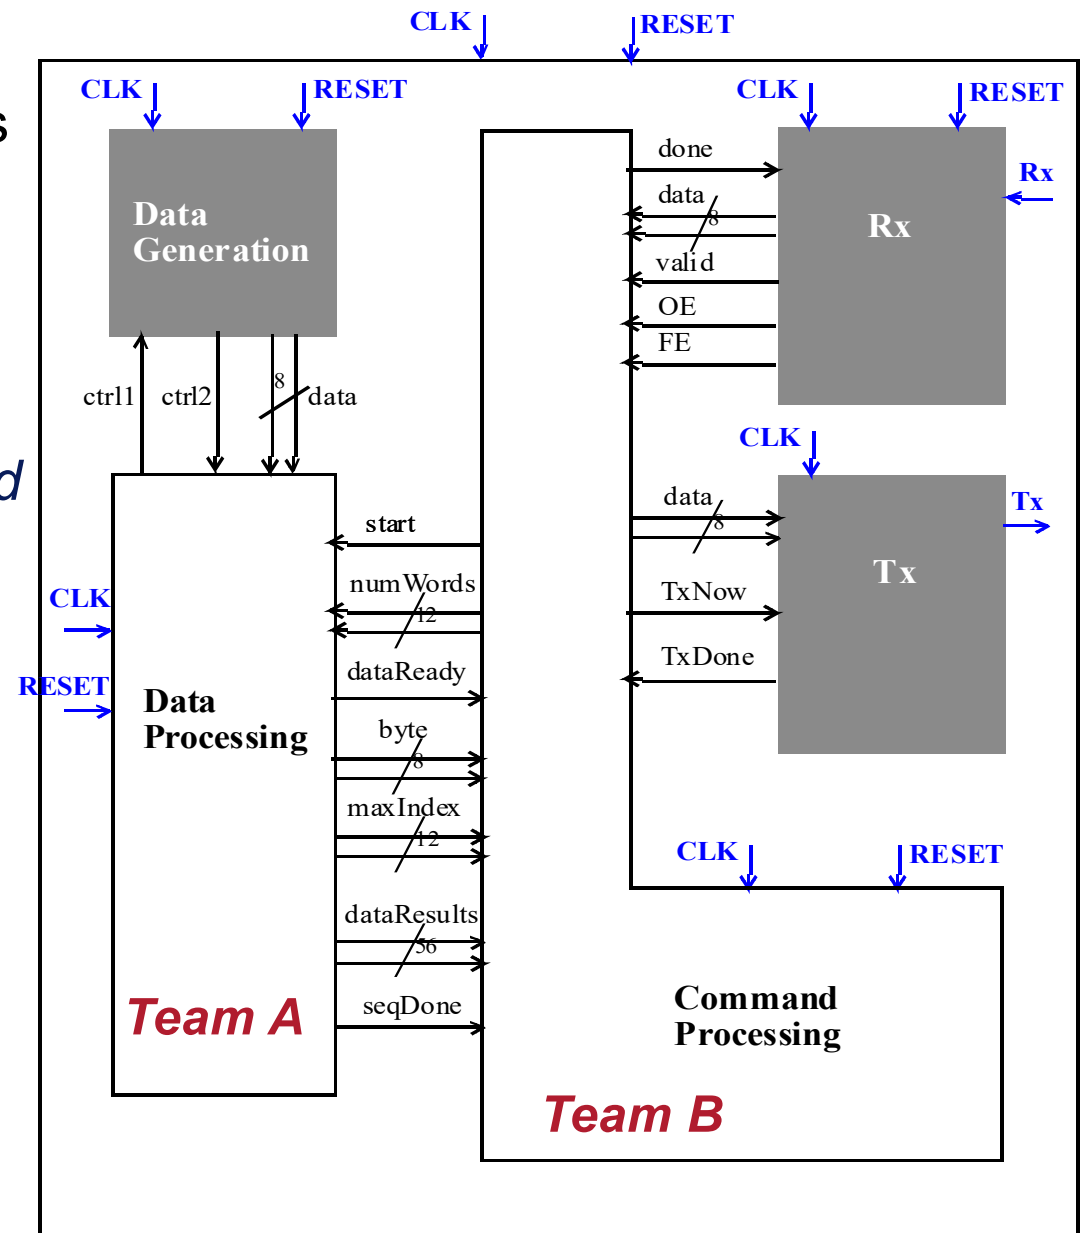 CLK
RESET
CLK
RESET
CLK
RESET
s
done
Rx
data
8
Data
Generation
Rx
valid
OE
FE
8
ctrl1
ctrl2
data
CLK
d
data
8
Tx
start
Tx
numWords
12
TxNow
CLK
dataReady
TxDone
RESET
Data
Processing
byte
8
maxIndex
12
CLK
RESET
dataResults
56
seqDone
Team A
Command
Processing
Team B